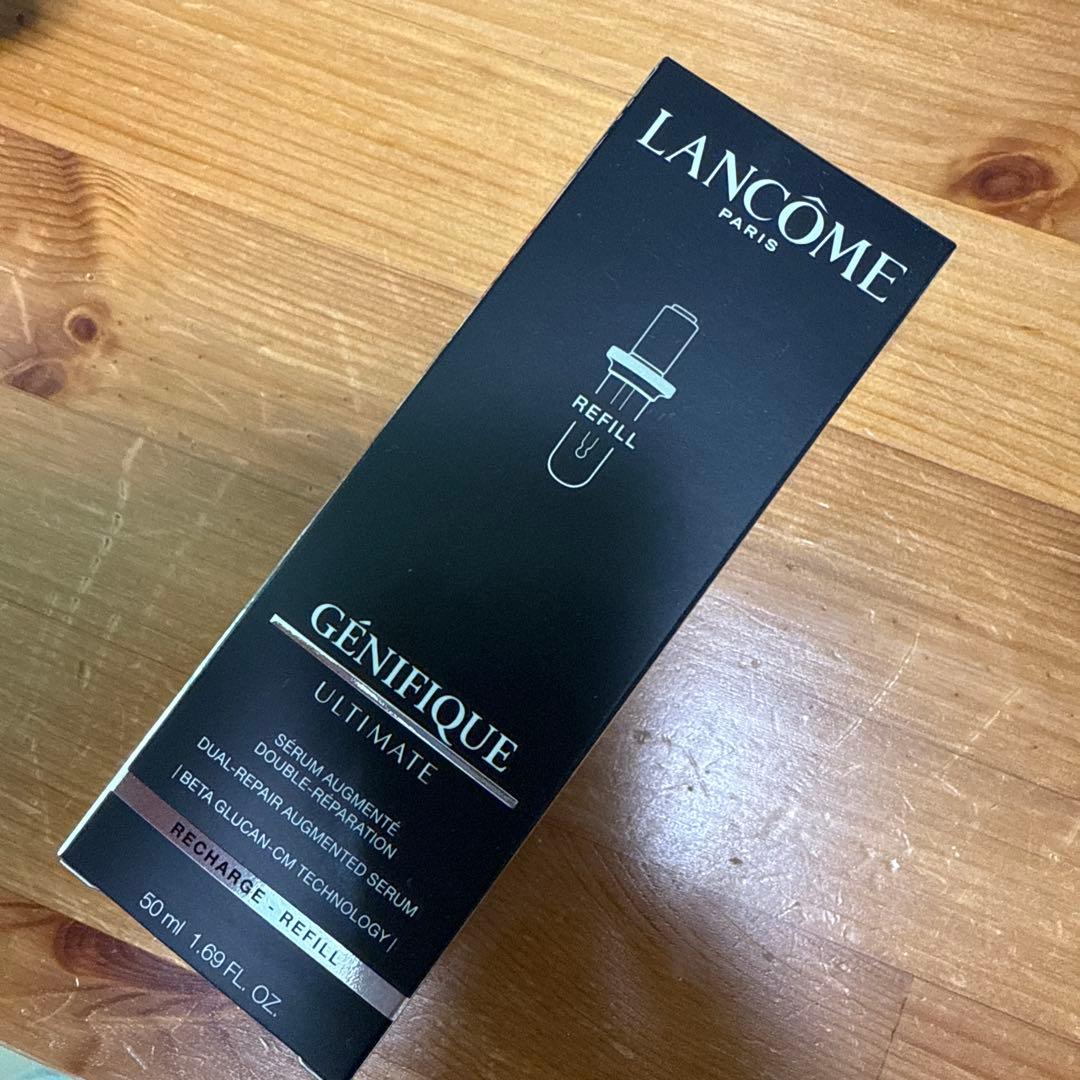 LANCÔME
PARIS
REFILL
GÉNIFIQUE
ULTIMATE
SÉRUM AUGMENTÉ
DOUBLE-RÉPARATION
DUAL-REPAIR AUGMENTED SERUM
| BETA GLUCAN-CM TECHNOLOGY |
RECHARGE - REFILL
50 ml 1.69 FL. OZ.